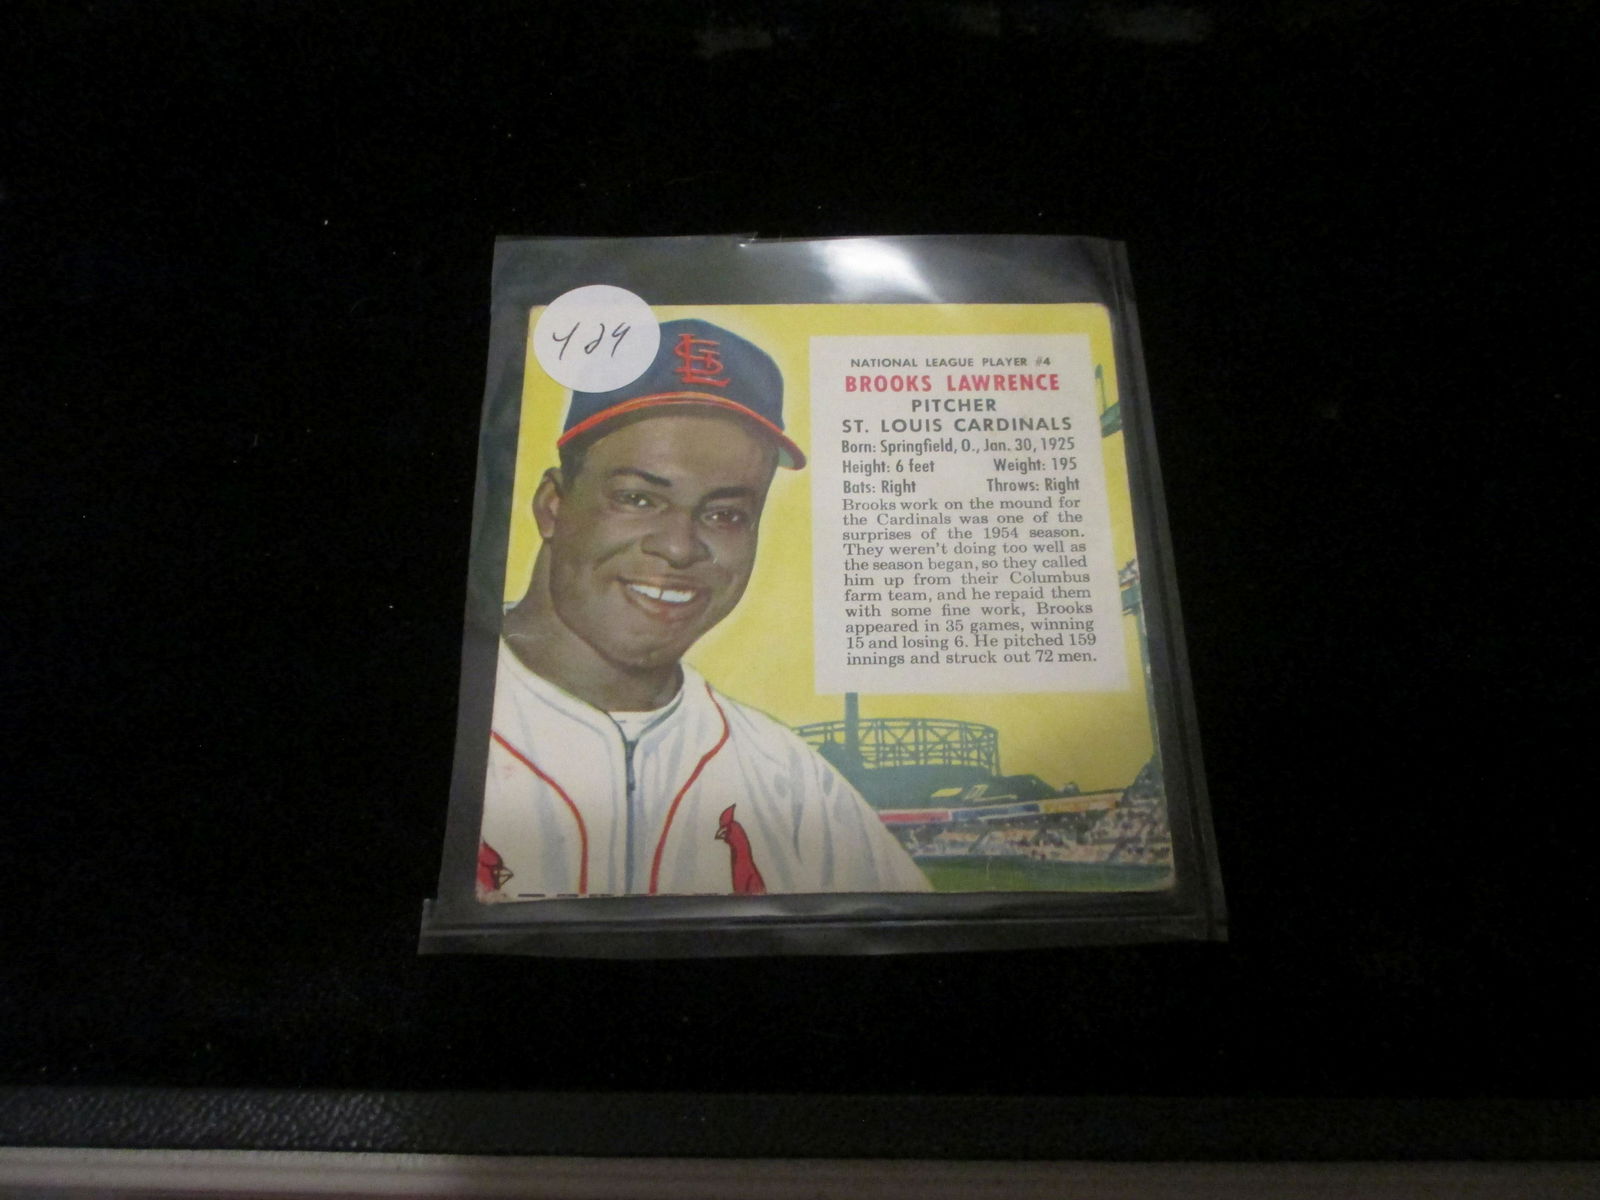 424
StL
NATIONAL LEAGUE PLAYER #4
BROOKS LAWRENCE
PITCHER
ST. LOUIS CARDINALS
Born: Springfield, O., Jan. 30, 1925
Height: 6 feet Weight: 195
Bats: Right Throws: Right
Brooks work on the mound for
the Cardinals was one of the
surprises of the 1954 season.
They weren't doing too well as
the season began, so they called
him up from their Columbus
farm team, and he repaid them
with some fine work, Brooks
appeared in 35 games, winning
15 and losing 6. He pitched 159
innings and struck out 72 men.